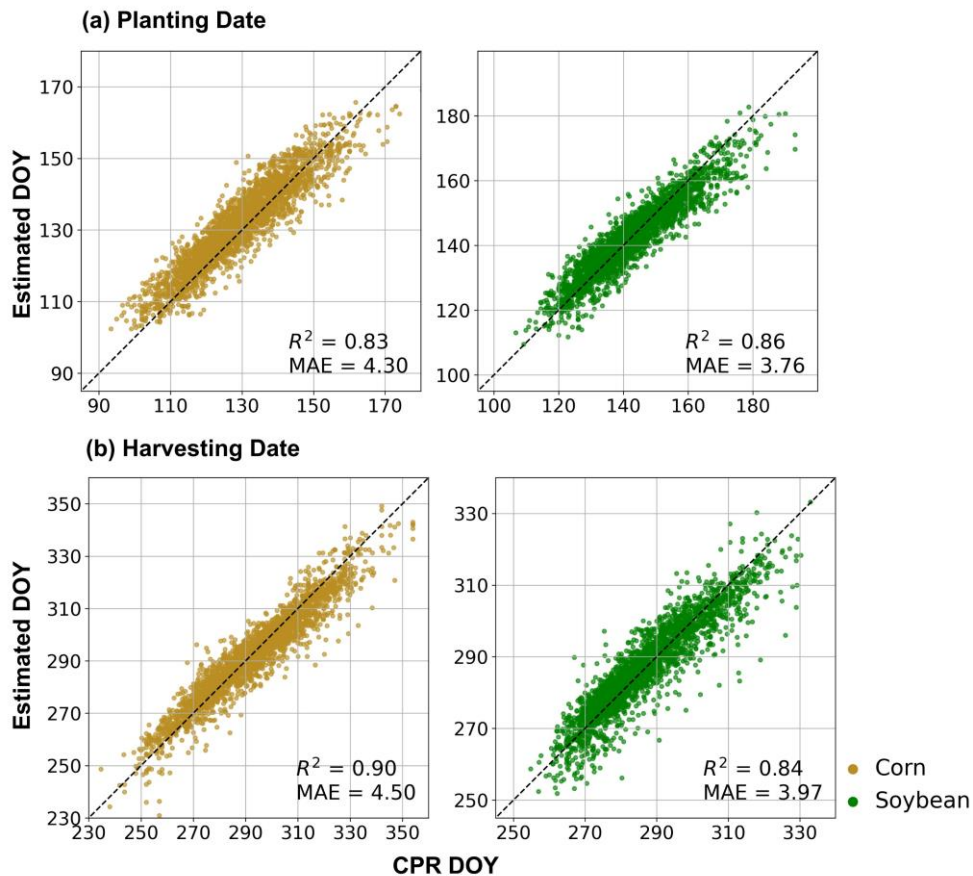 (a) Planting Date
170
150
130
110
90
90 110 130 150 170
Estimated DOY
R² = 0.83
MAE = 4.30
180
160
140
120
100
100 120 140 160 180
R² = 0.86
MAE = 3.76
(b) Harvesting Date
350
330
310
290
270
250
230
230 250 270 290 310 330 350
Estimated DOY
R² = 0.90
MAE = 4.50
330
310
290
270
250
250 270 290 310 330
R² = 0.84
MAE = 3.97
Corn
Soybean
CPR DOY